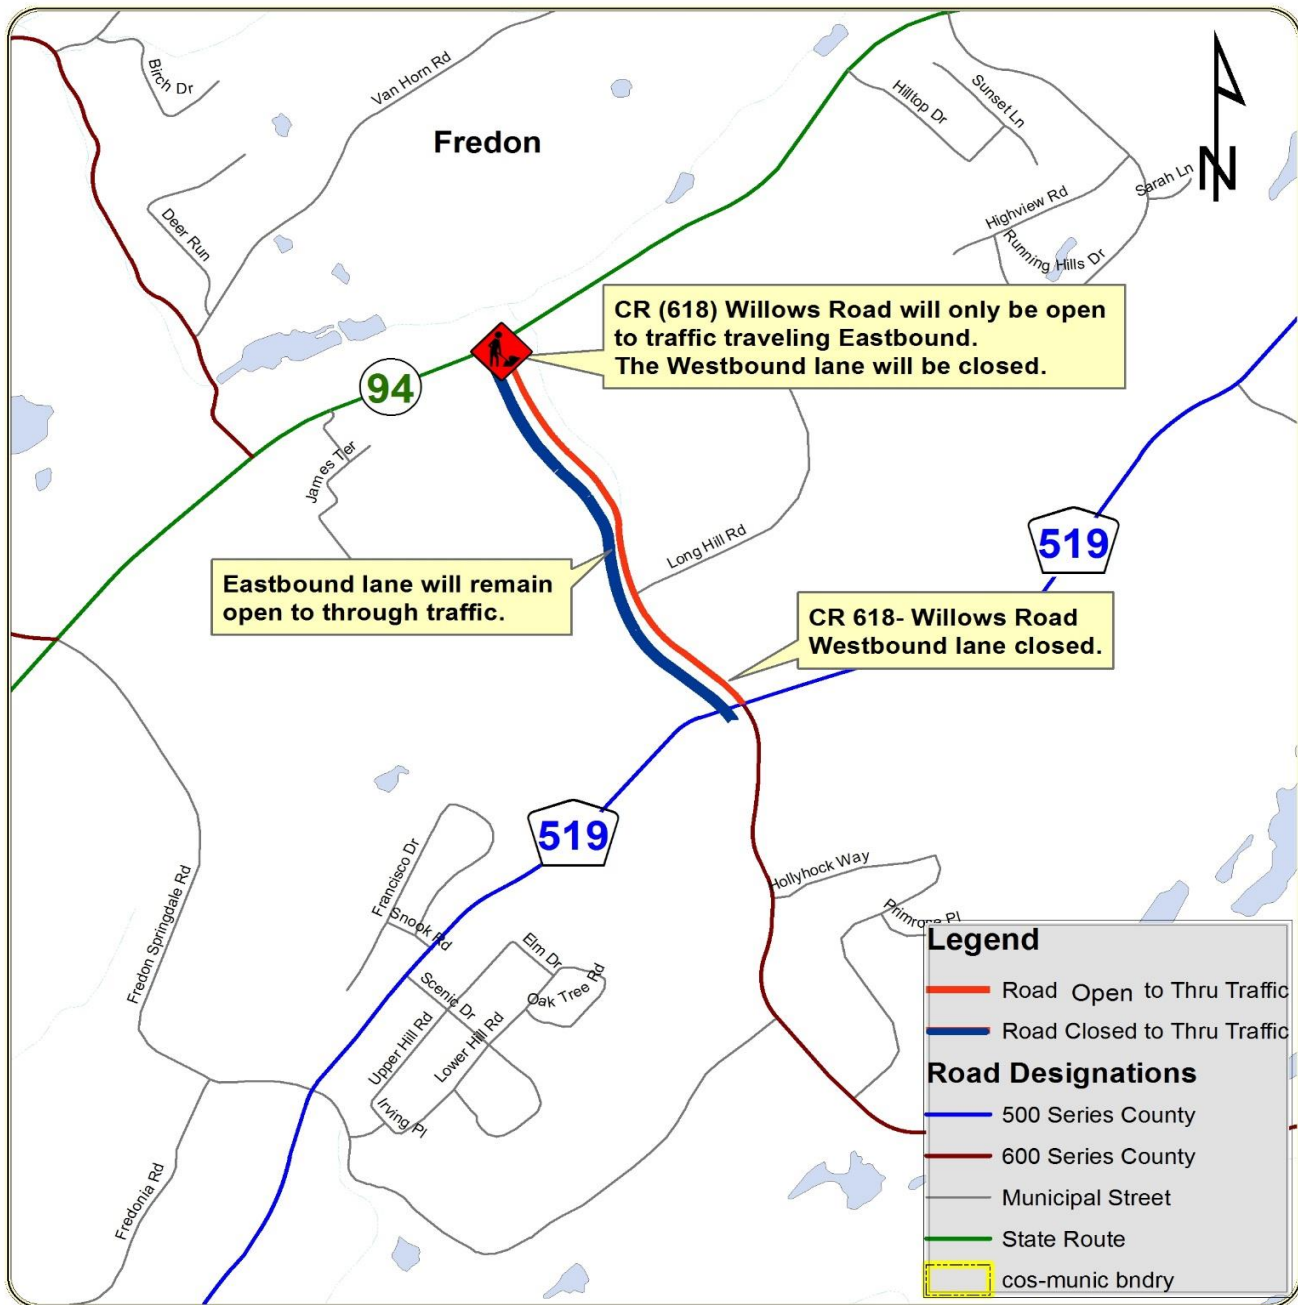 Birch Dr
Van Horn Rd
Fredon
Hilltop Dr
Sunset Ln
N
Sarah Ln
Highview Rd
Running Hills Dr
Deer Run
CR (618) Willows Road will only be open
to traffic traveling Eastbound.
The Westbound lane will be closed.
94
James Ter
Long Hill Rd
519
Eastbound lane will remain
open to through traffic.
CR 618- Willows Road
Westbound lane closed.
519
Francisco Dr
Snook Rd
Hollyhock Way
Primrose Pl
Fredon Springdale Rd
Elm Dr
Oak Tree Rd
Scenic Dr
Upper Hill Rd
Lower Hill Rd
Irving Pl
Fredonia Rd
Legend
Road Open to Thru Traffic
Road Closed to Thru Traffic
Road Designations
500 Series County
600 Series County
Municipal Street
State Route
cos-munic bndry